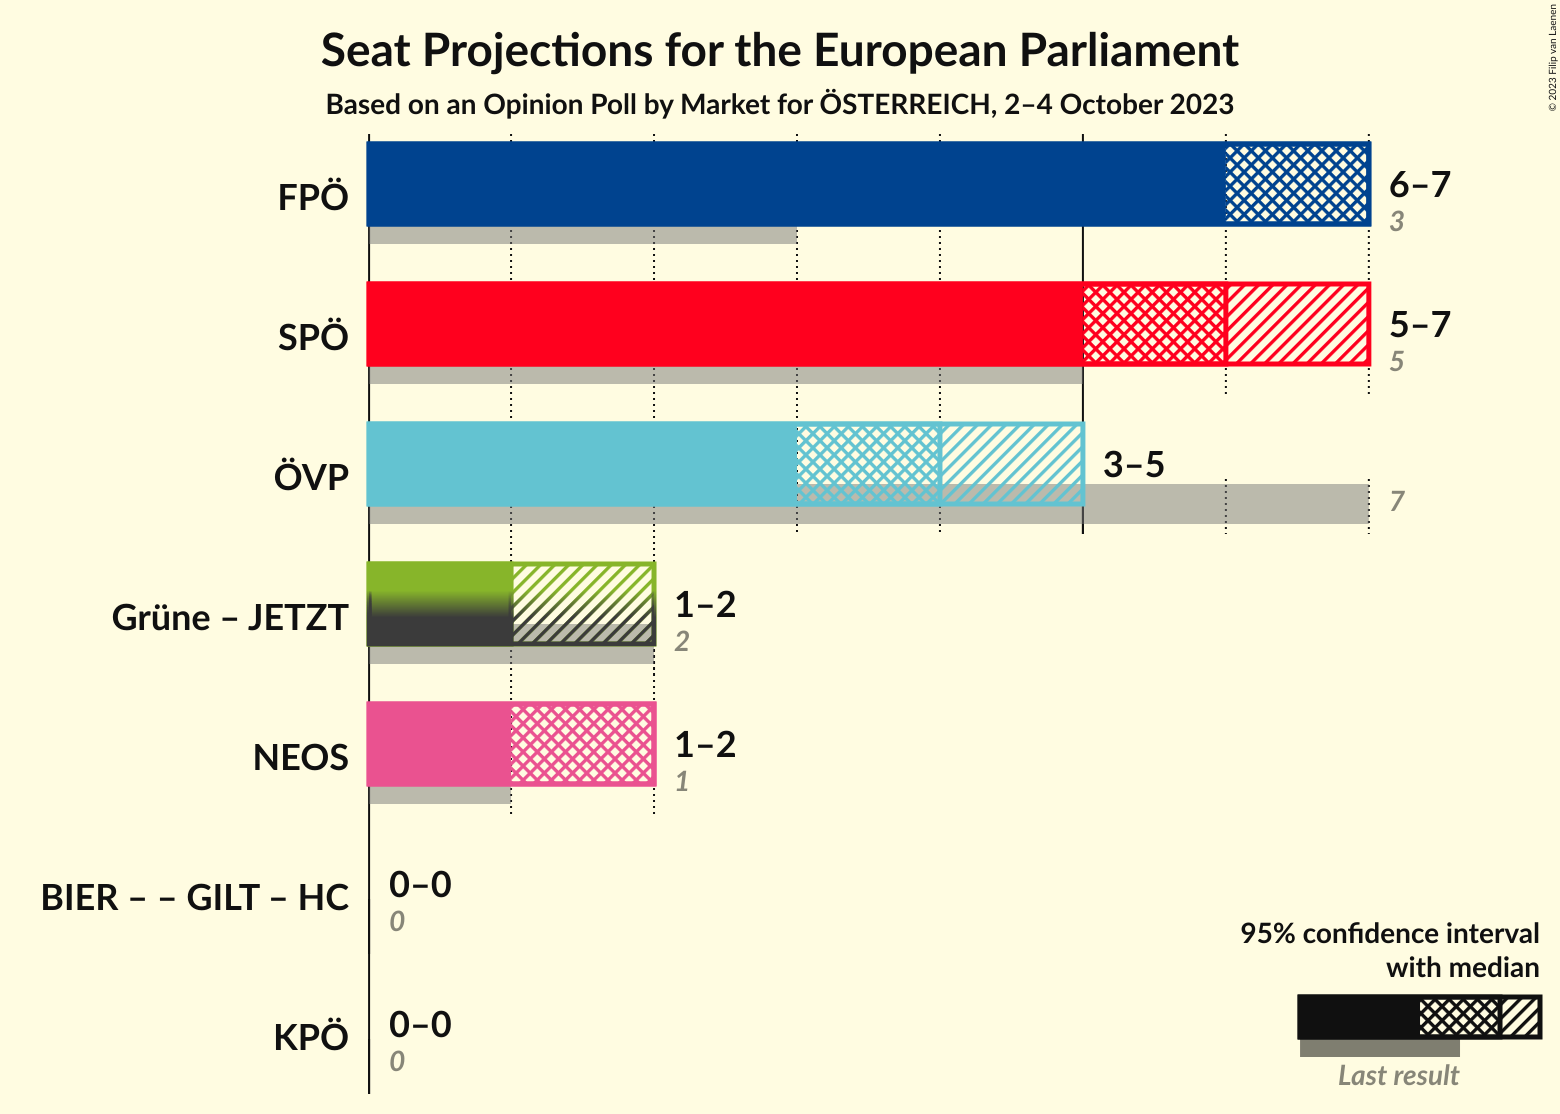 Seat Projections for the European Parliament
Based on an Opinion Poll by Market for ÖSTERREICH, 2–4 October 2023
© 2023 Filip van Laenen
FPÖ
6–7
3
SPÖ
5–7
5
ÖVP
3–5
7
Grüne – JETZT
1–2
2
NEOS
1–2
1
BIER – – GILT – HC
0–0
0
KPÖ
0–0
0
95% confidence interval
with median
Last result